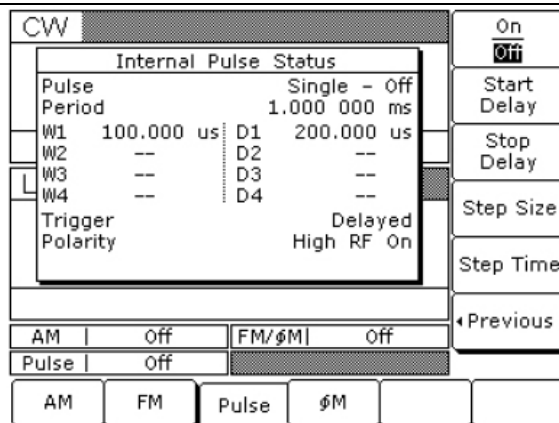 CW
Internal Pulse Status
Pulse Single - Off
Period 1.000 000 ms
W1 100.000 us D1 200.000 us
W2 -- D2 --
W3 -- D3 --
W4 -- D4 --
Trigger Delayed
Polarity High RF On
L
AM Off FM/ϕM Off
Pulse Off
AM FM Pulse ϕM
On
Off
Start
Delay
Stop
Delay
Step Size
Step Time
Previous